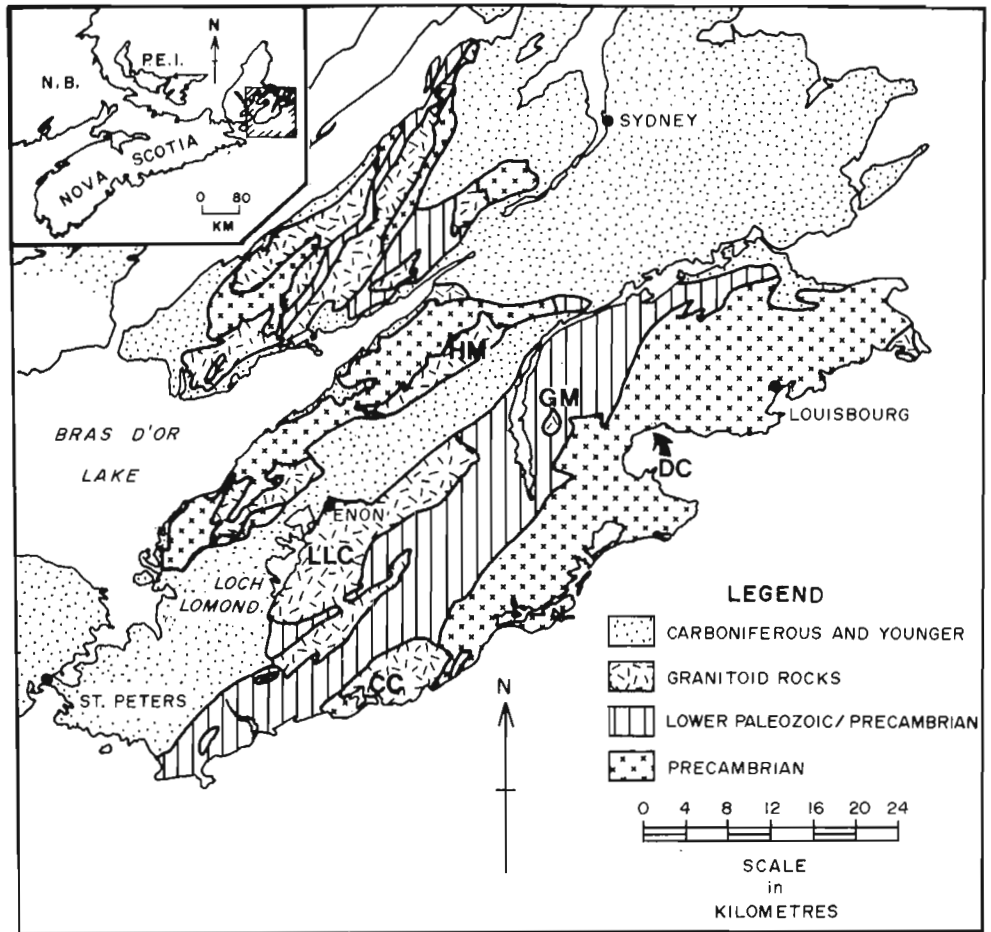 N
P.E.I.
N.B.
NOVA SCOTIA
0 80
KM
SYDNEY
HM
GM
LOUISBOURG
BRAS D'OR
LAKE
DC
ENON
LLC
LOCH
LOMOND.
CC
ST. PETERS
N
LEGEND
CARBONIFEROUS AND YOUNGER
GRANITOID ROCKS
LOWER PALEOZOIC/PRECAMBRIAN
PRECAMBRIAN
0 4 8 12 16 20 24
SCALE
in
KILOMETRES